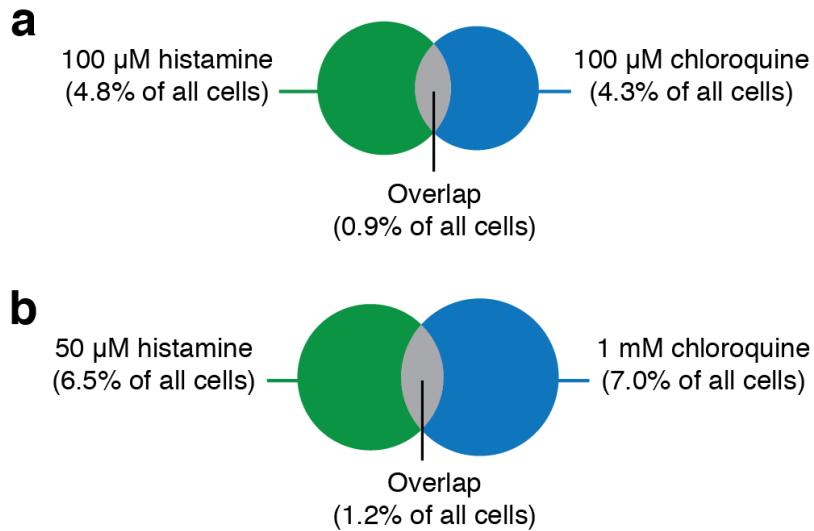 a
100 µM histamine
(4.8% of all cells)
100 µM chloroquine
(4.3% of all cells)
Overlap
(0.9% of all cells)
b
50 µM histamine
(6.5% of all cells)
1 mM chloroquine
(7.0% of all cells)
Overlap
(1.2% of all cells)